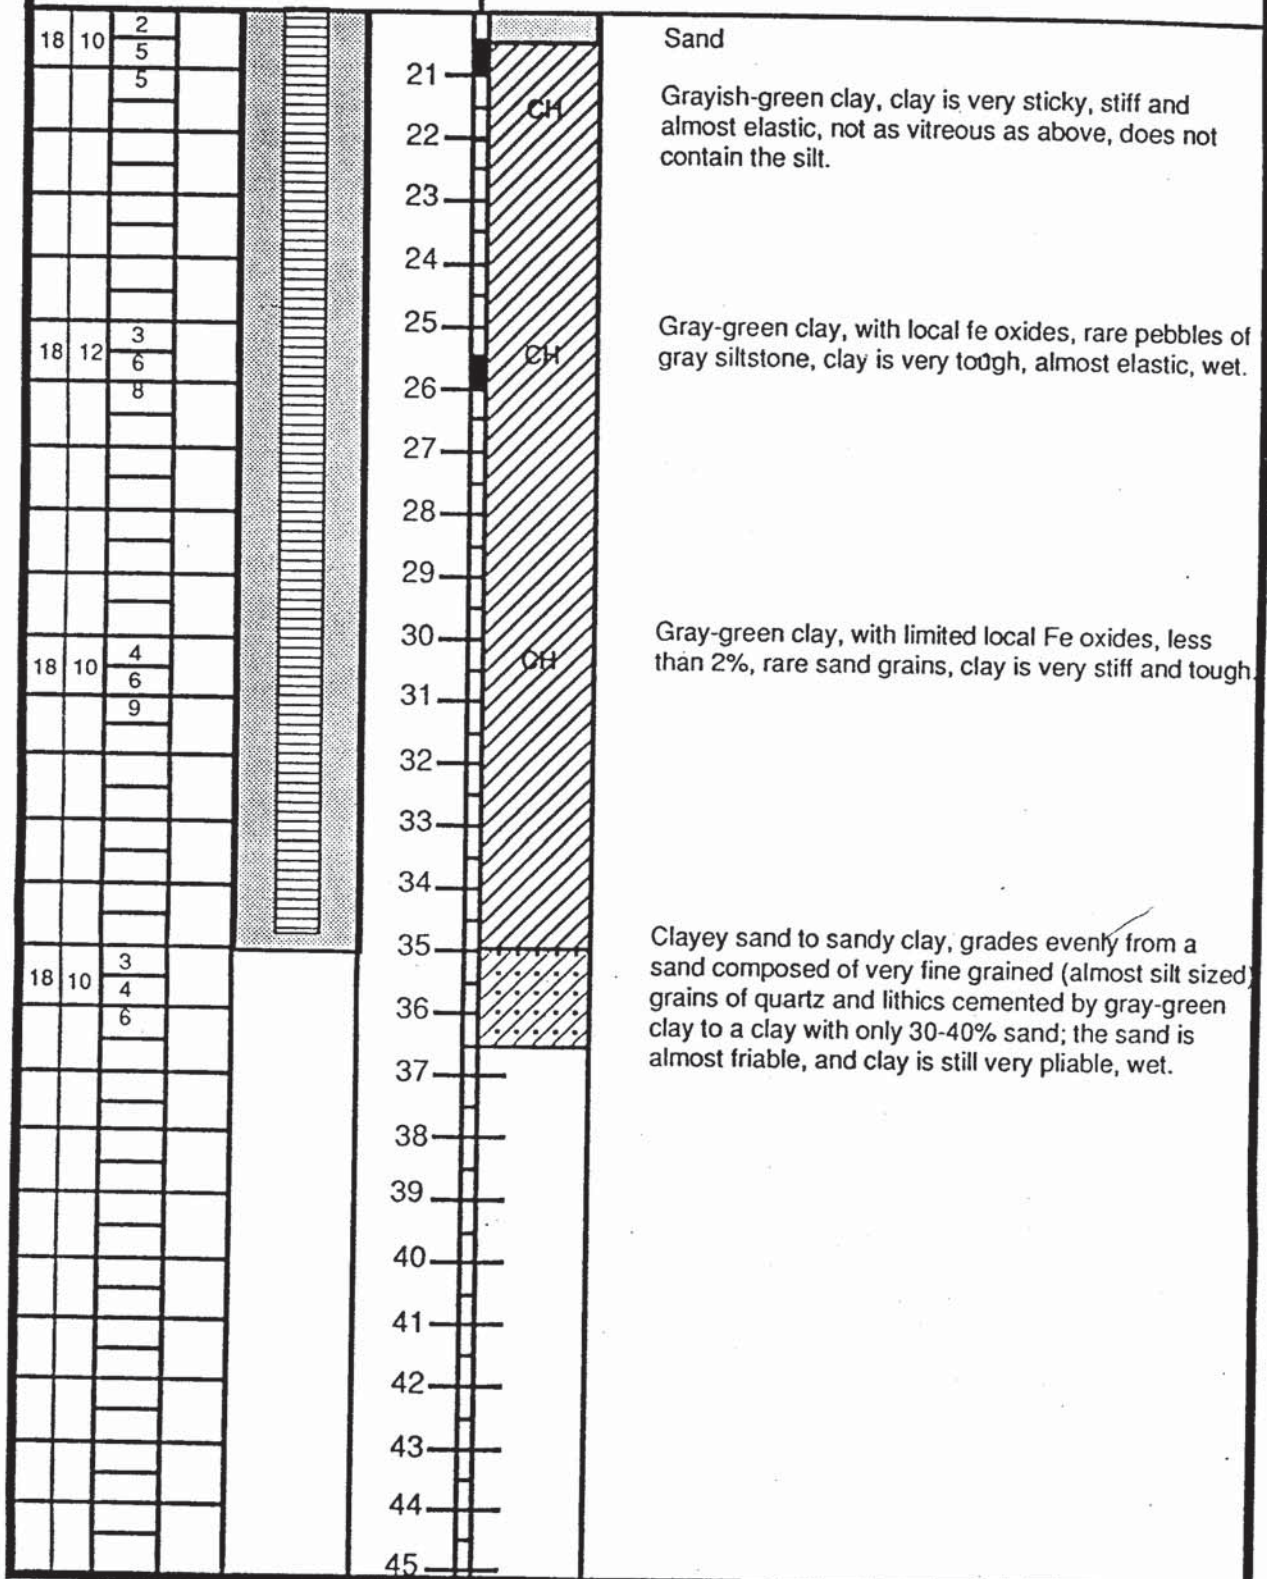 18 10 2
5
5
Sand
21
CH
Grayish-green clay, clay is very sticky, stiff and
almost elastic, not as vitreous as above, does not
contain the silt.
22
23
24
25
18 12 3
6
8
CH
Gray-green clay, with local fe oxides, rare pebbles of
gray siltstone, clay is very tough, almost elastic, wet.
26
27
28
29
30
18 10 4
6
9
CH
Gray-green clay, with limited local Fe oxides, less
than 2%, rare sand grains, clay is very stiff and tough.
31
32
33
34
35
18 10 3
4
6
Clayey sand to sandy clay, grades evenly from a
sand composed of very fine grained (almost silt sized)
grains of quartz and lithics cemented by gray-green
clay to a clay with only 30-40% sand; the sand is
almost friable, and clay is still very pliable, wet.
36
37
38
39
40
41
42
43
44
45